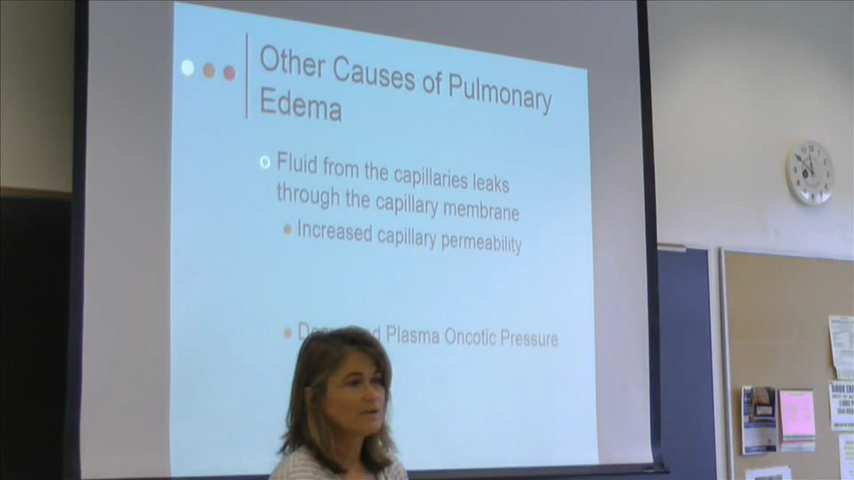 Other Causes of Pulmonary
Edema
Fluid from the capillaries leaks
through the capillary membrane
Increased capillary permeability
Plasma Oncotic Pressure